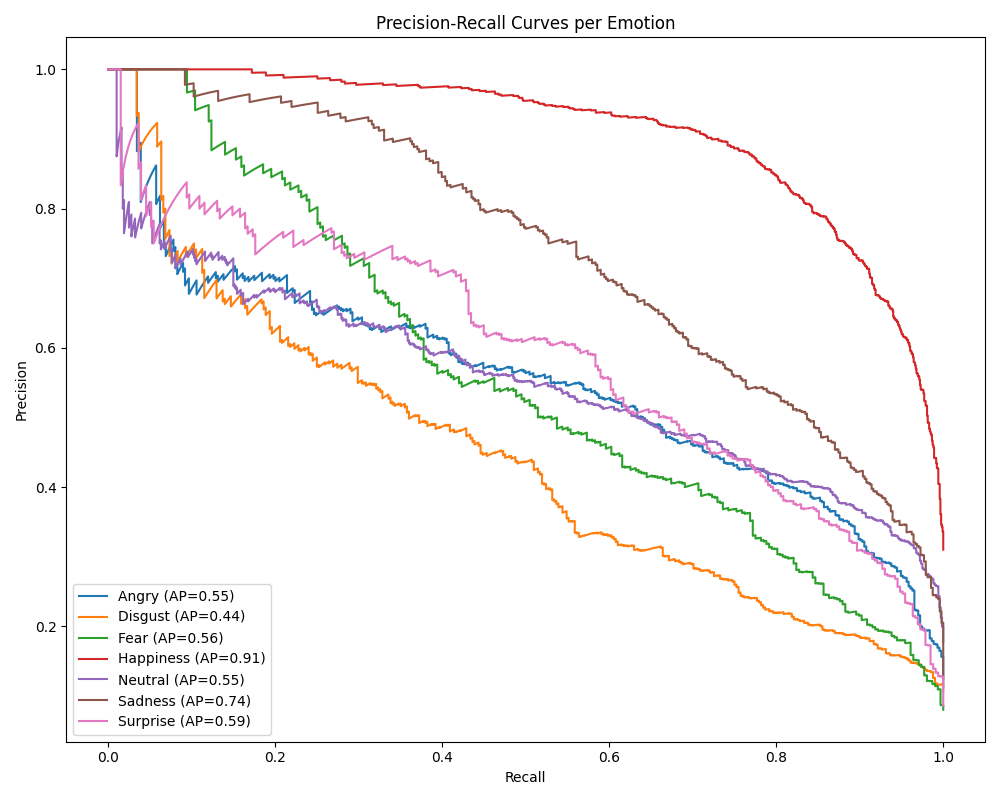 Precision-Recall Curves per Emotion
1.0
0.8
0.6
0.4
0.2
Precision
Angry (AP=0.55)
Disgust (AP=0.44)
Fear (AP=0.56)
Happiness (AP=0.91)
Neutral (AP=0.55)
Sadness (AP=0.74)
Surprise (AP=0.59)
0.0 0.2 0.4 0.6 0.8 1.0
Recall